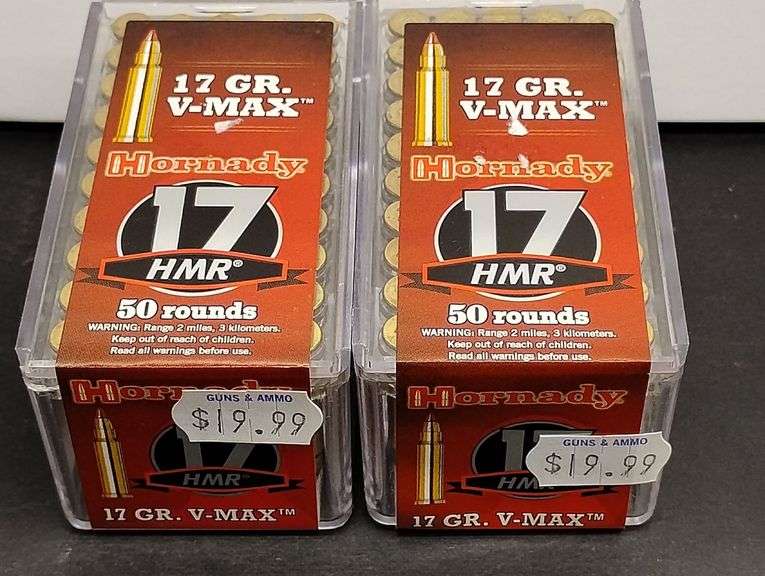 17 GR.
V-MAX™
Hornady
17
HMR®
50 rounds
WARNING: Range 2 miles, 3 kilometers.
Keep out of reach of children.
Read all warnings before use.
Hornady
GUNS & AMMO
$19.99
17
HMR®
17 GR. V-MAX™
17 GR.
V-MAX™
Hornady
17
HMR®
50 rounds
WARNING: Range 2 miles, 3 kilometers.
Keep out of reach of children.
Read all warnings before use.
Hornady
GUNS & AMMO
$19.99
17
HM
17 GR. V-MAX™